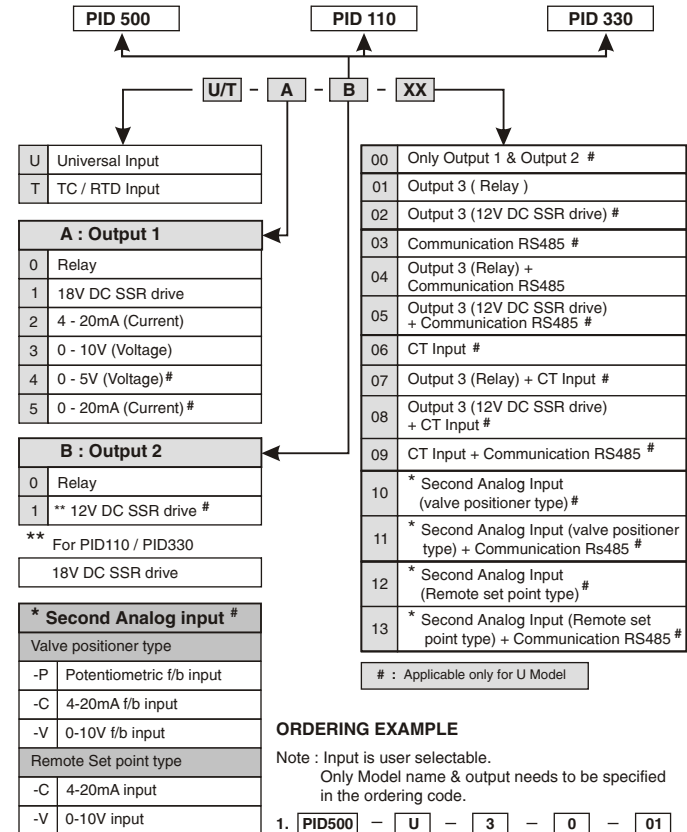 PID 500 PID 110 PID 330
U/T – A – B – XX
U Universal Input
T TC / RTD Input
A : Output 1
0 Relay
1 18V DC SSR drive
2 4 - 20mA (Current)
3 0 - 10V (Voltage)
4 0 - 5V (Voltage)#
5 0 - 20mA (Current)#
B : Output 2
0 Relay
1 ** 12V DC SSR drive #
** For PID110 / PID330
18V DC SSR drive
* Second Analog input #
Valve positioner type
-P Potentiometric f/b input
-C 4-20mA f/b input
-V 0-10V f/b input
Remote Set point type
-C 4-20mA input
-V 0-10V input
00 Only Output 1 & Output 2 #
01 Output 3 ( Relay )
02 Output 3 (12V DC SSR drive) #
03 Communication RS485 #
04 Output 3 (Relay) +
Communication RS485
05 Output 3 (12V DC SSR drive)
+ Communication RS485 #
06 CT Input #
07 Output 3 (Relay) + CT Input #
08 Output 3 (12V DC SSR drive)
+ CT Input #
09 CT Input + Communication RS485 #
10 * Second Analog Input
(valve positioner type) #
11 * Second Analog Input (valve positioner
type) + Communication Rs485 #
12 * Second Analog Input
(Remote set point type) #
13 * Second Analog Input (Remote set
point type) + Communication RS485 #
# : Applicable only for U Model
ORDERING EXAMPLE
Note : Input is user selectable.
Only Model name & output needs to be specified
in the ordering code.
1. PID500 – U – 3 – 0 – 01